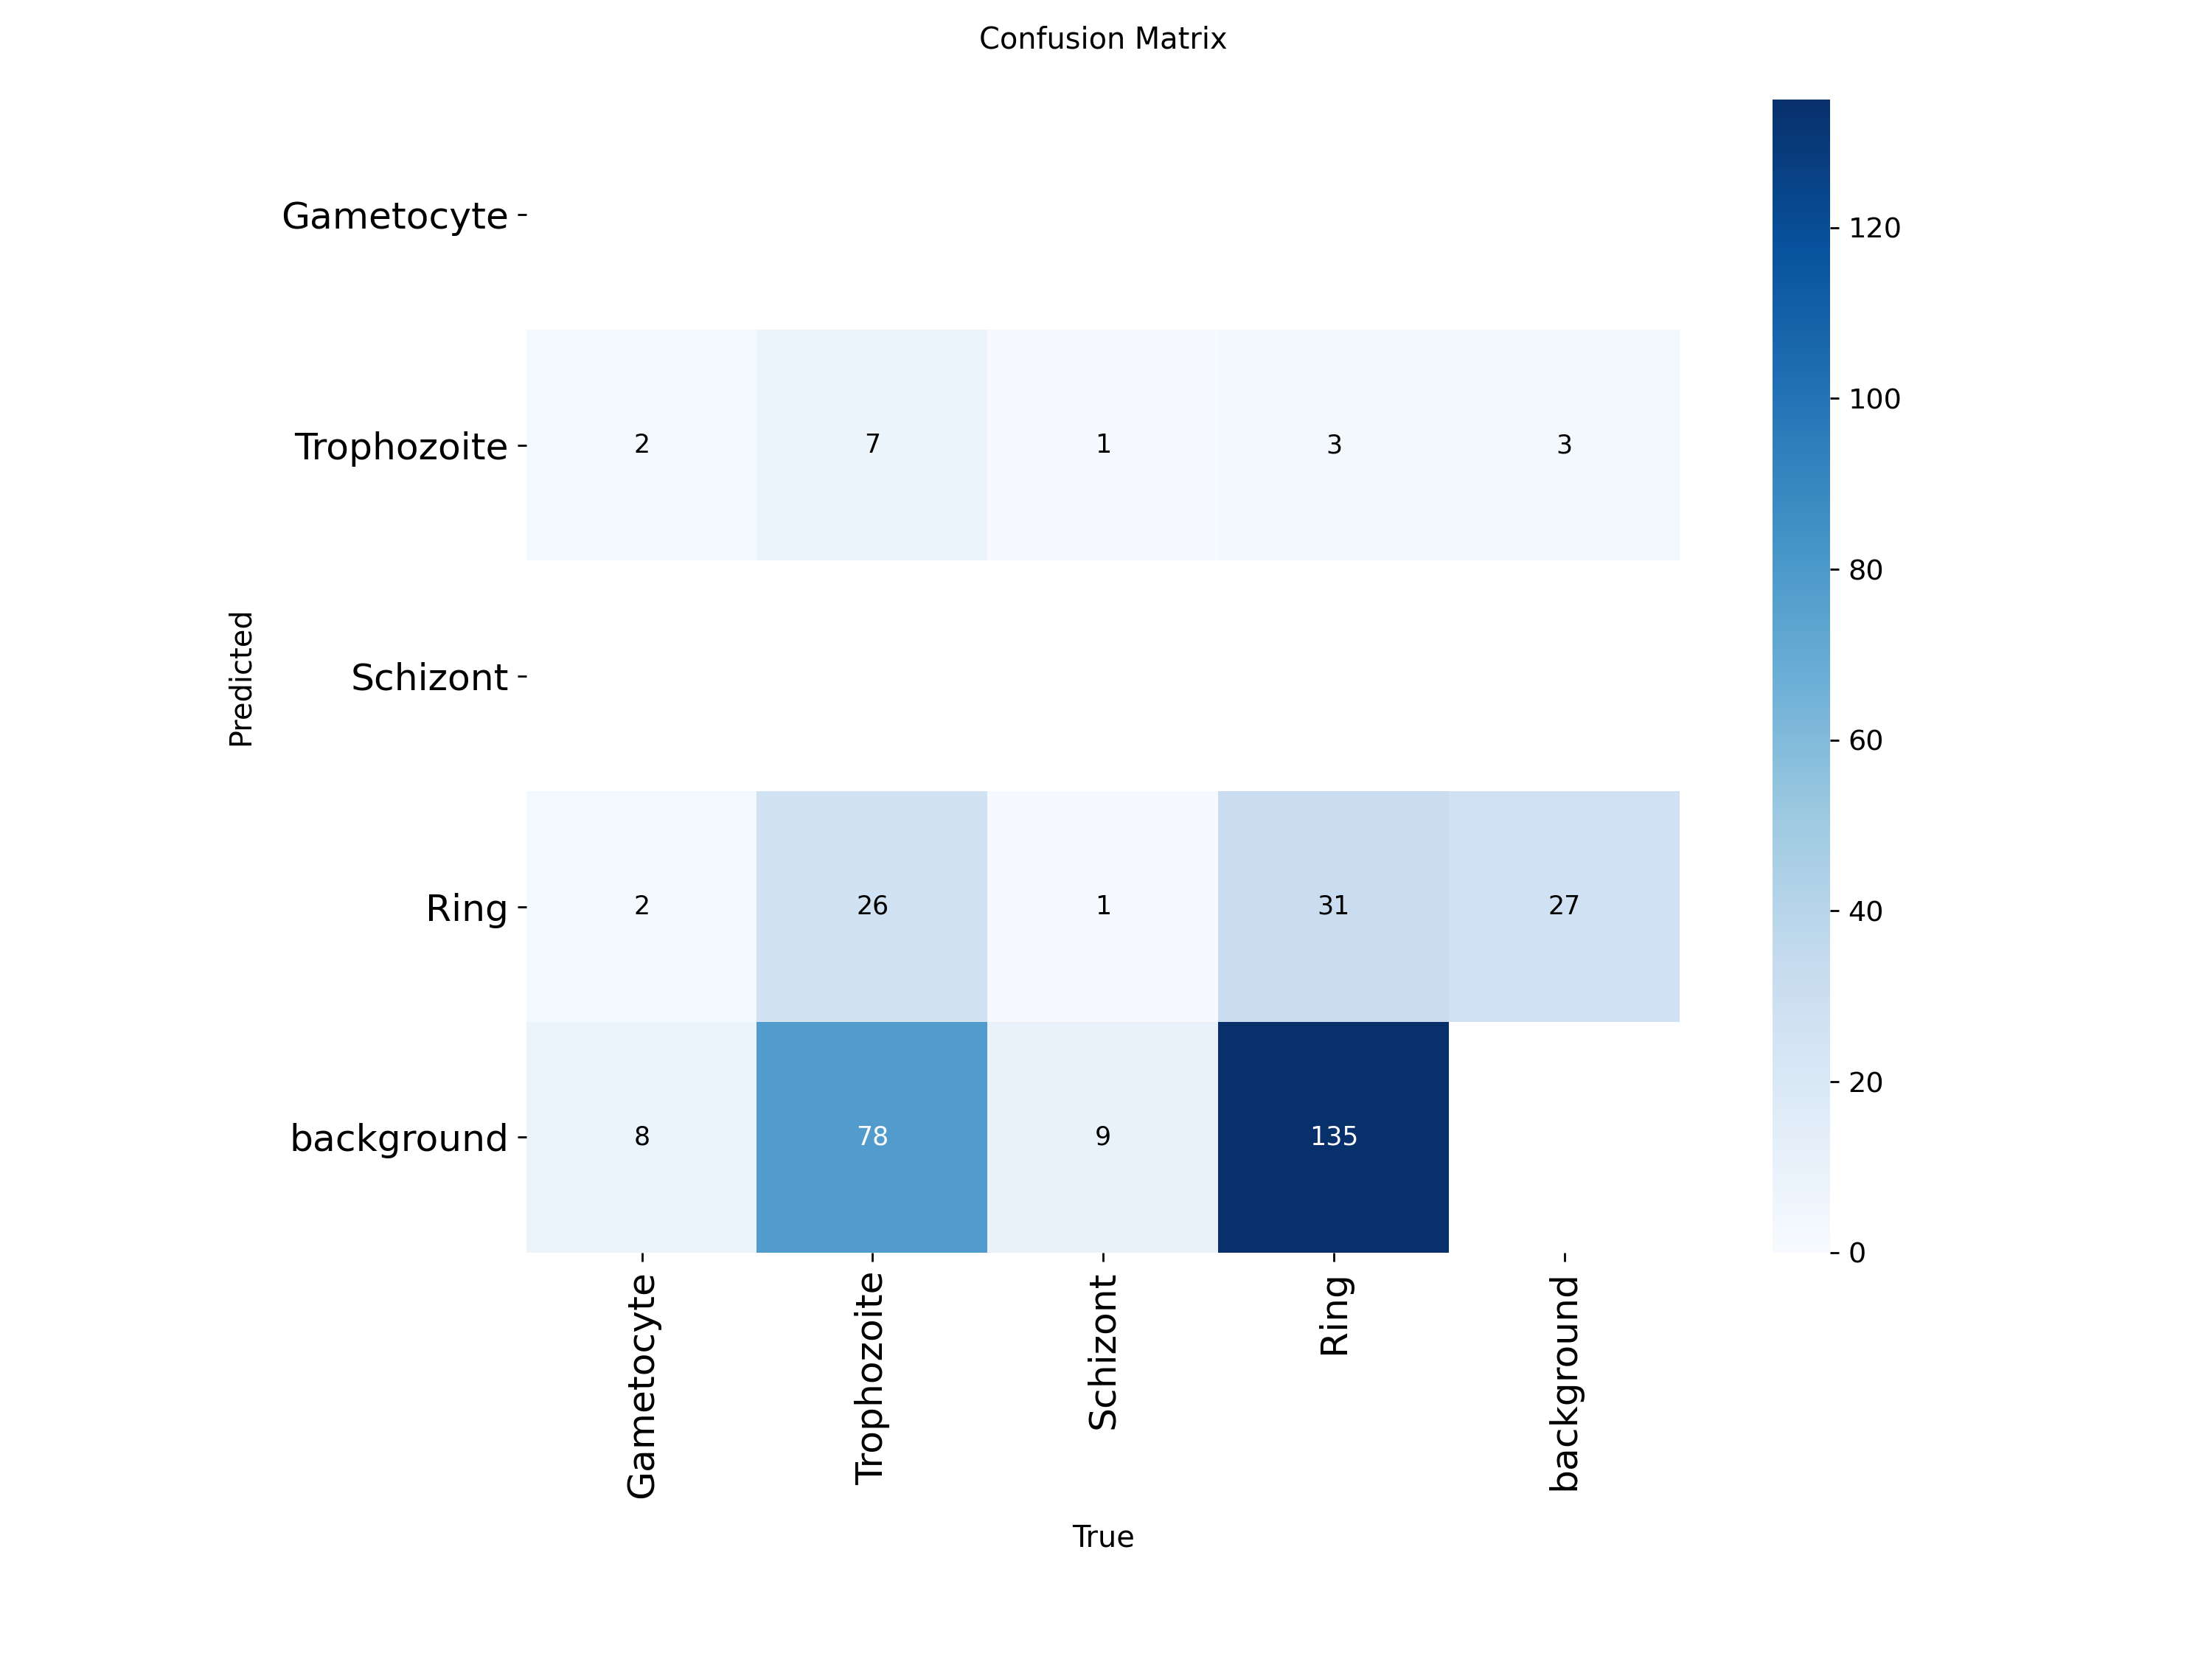 Confusion Matrix
Gametocyte
Trophozoite 2 7 1 3 3
Schizont
Ring 2 26 1 31 27
background 8 78 9 135
Predicted
Gametocyte Trophozoite Schizont Ring background
True
120
100
80
60
40
20
0